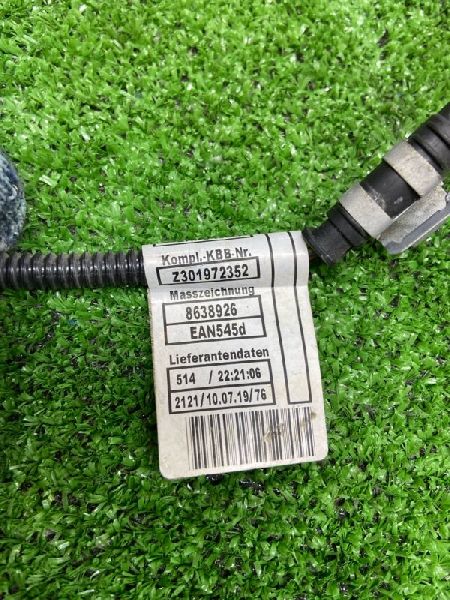 Kompl.-KBB-Nr.
Z301972352
Masszeichnung
8638926
EAN545d
Lieferantendaten
514 / 22:21:06
2121/10.07.19/76